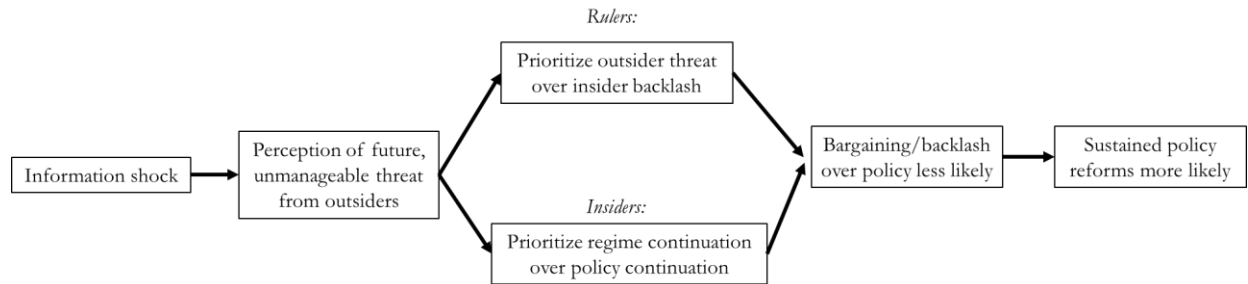 Information shock
Perception of future,
unmanageable threat
from outsiders
Rulers:
Prioritize outsider threat
over insider backlash
Insiders:
Prioritize regime continuation
over policy continuation
Bargaining/backlash
over policy less likely
Sustained policy
reforms more likely